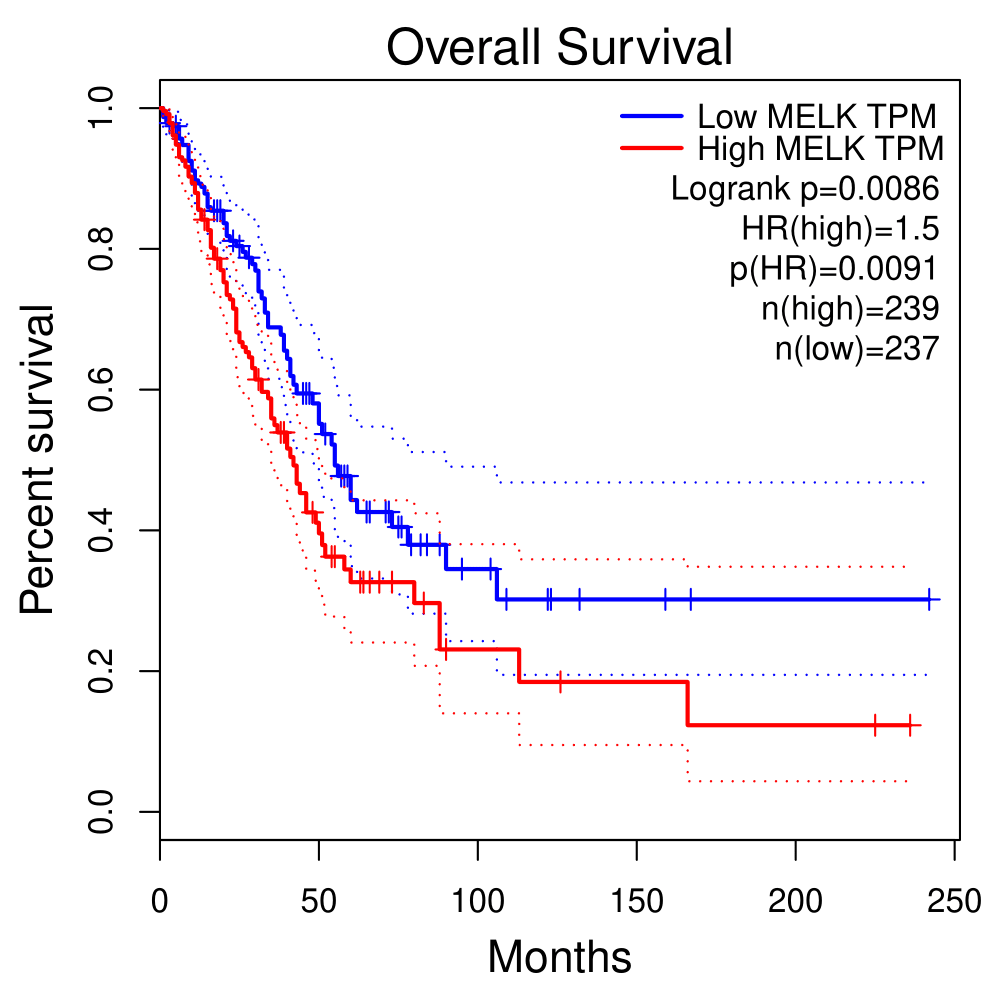 Overall Survival
Low MELK TPM
High MELK TPM
Logrank p=0.0086
HR(high)=1.5
p(HR)=0.0091
n(high)=239
n(low)=237
Percent survival
1.0
0.8
0.6
0.4
0.2
0.0
0 50 100 150 200 250
Months